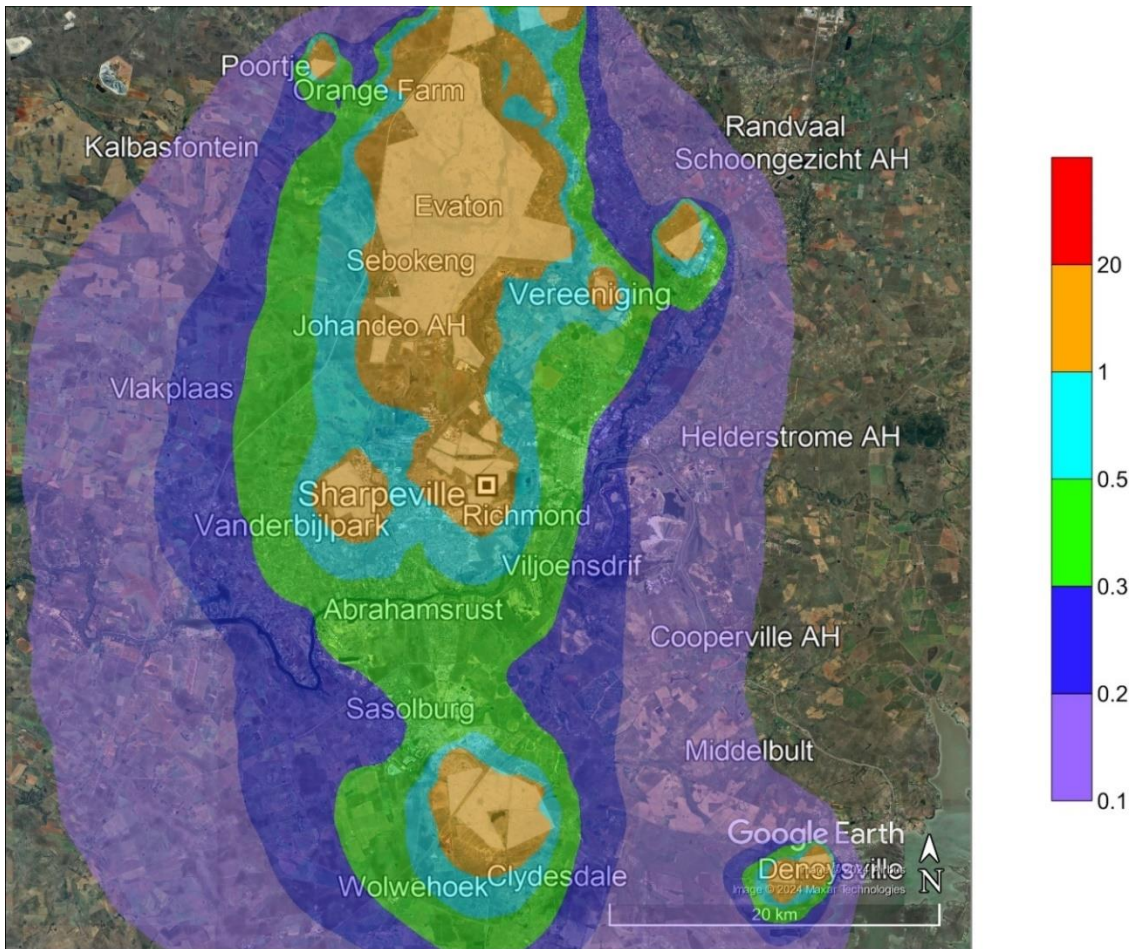 Poortje
Orange Farm
Kalbasfontein
Randvaal
Schoongezicht AH
Evaton
Sebokeng
Vereeniging
Johandeo AH
Vlakplaas
Helderstrome AH
Sharpeville
Vanderbijlpark
Richmond
Viljoensdrif
Abrahamsrust
Cooperville AH
Sasolburg
Middelbult
Google Earth
Deneysville
Wolwehoek
Clydesdale
Image © 2024 Maxar Technologies
N
20 km
20
1
0.5
0.3
0.2
0.1